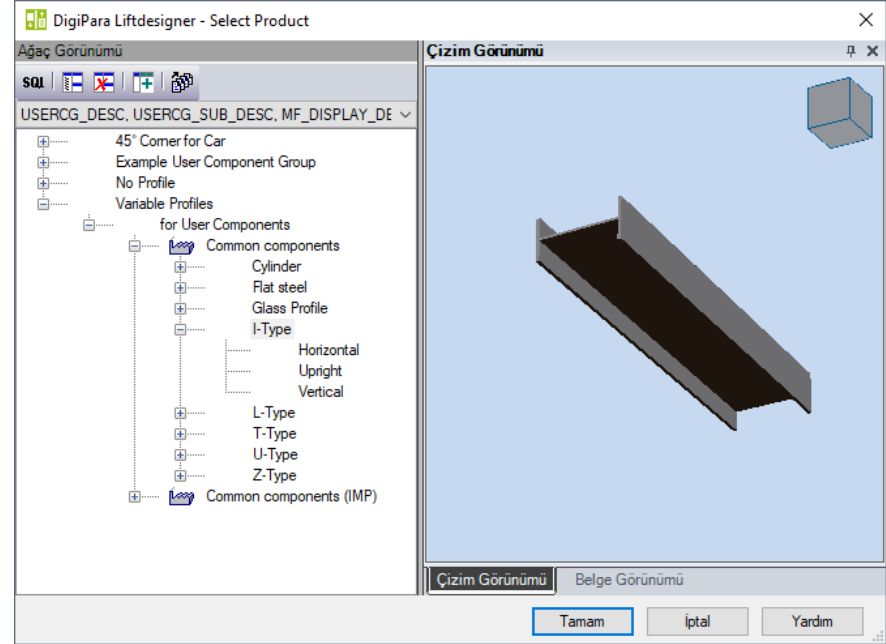 DigiPara Liftdesigner - Select Product
Ağaç Görünümü
SQL
USERCG_DESC, USERCG_SUB_DESC, MF_DISPLAY_DE
45° Corner for Car
Example User Component Group
No Profile
Variable Profiles
for User Components
Common components
Cylinder
Flat steel
Glass Profile
I-Type
Horizontal
Upright
Vertical
L-Type
T-Type
U-Type
Z-Type
Common components (IMP)
Çizim Görünümü
Çizim Görünümü Belge Görünümü
Tamam İptal Yardım